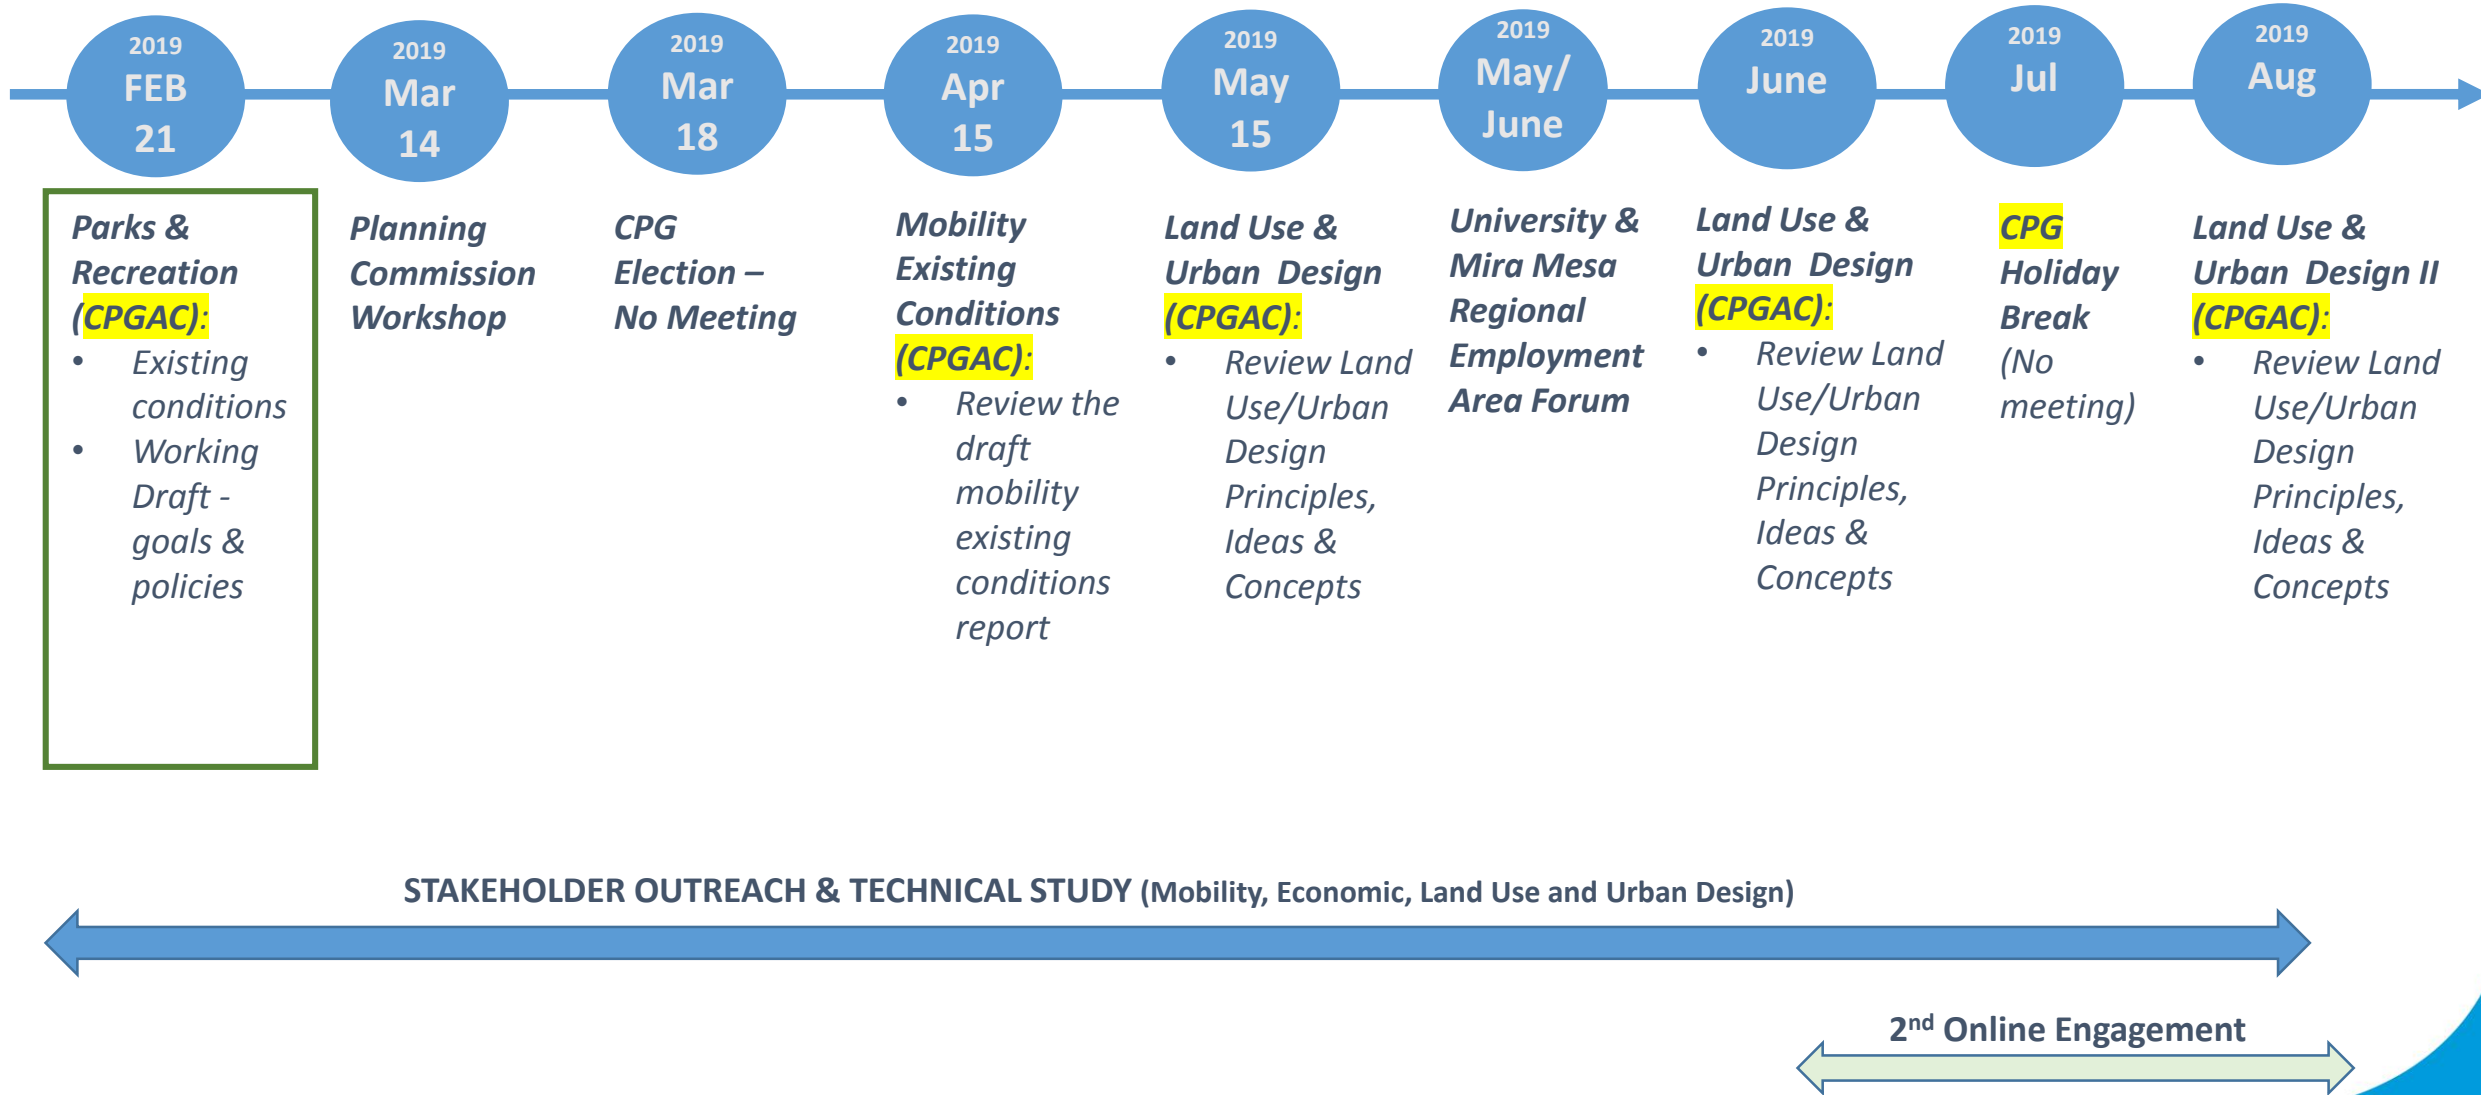 2019
FEB
21
2019
Mar
14
2019
Mar
18
2019
Apr
15
2019
May
15
2019
May/
June
2019
June
2019
Jul
2019
Aug
Parks &
Recreation
(CPGAC):
• Existing
conditions
• Working
Draft -
goals &
policies
Planning
Commission
Workshop
CPG
Election –
No Meeting
Mobility
Existing
Conditions
(CPGAC):
• Review the
draft
mobility
existing
conditions
report
Land Use &
Urban Design
(CPGAC):
• Review Land
Use/Urban
Design
Principles,
Ideas &
Concepts
University &
Mira Mesa
Regional
Employment
Area Forum
Land Use &
Urban Design
(CPGAC):
• Review Land
Use/Urban
Design
Principles,
Ideas &
Concepts
CPG
Holiday
Break
(No
meeting)
Land Use &
Urban Design II
(CPGAC):
• Review Land
Use/Urban
Design
Principles,
Ideas &
Concepts
STAKEHOLDER OUTREACH & TECHNICAL STUDY (Mobility, Economic, Land Use and Urban Design)
2nd Online Engagement